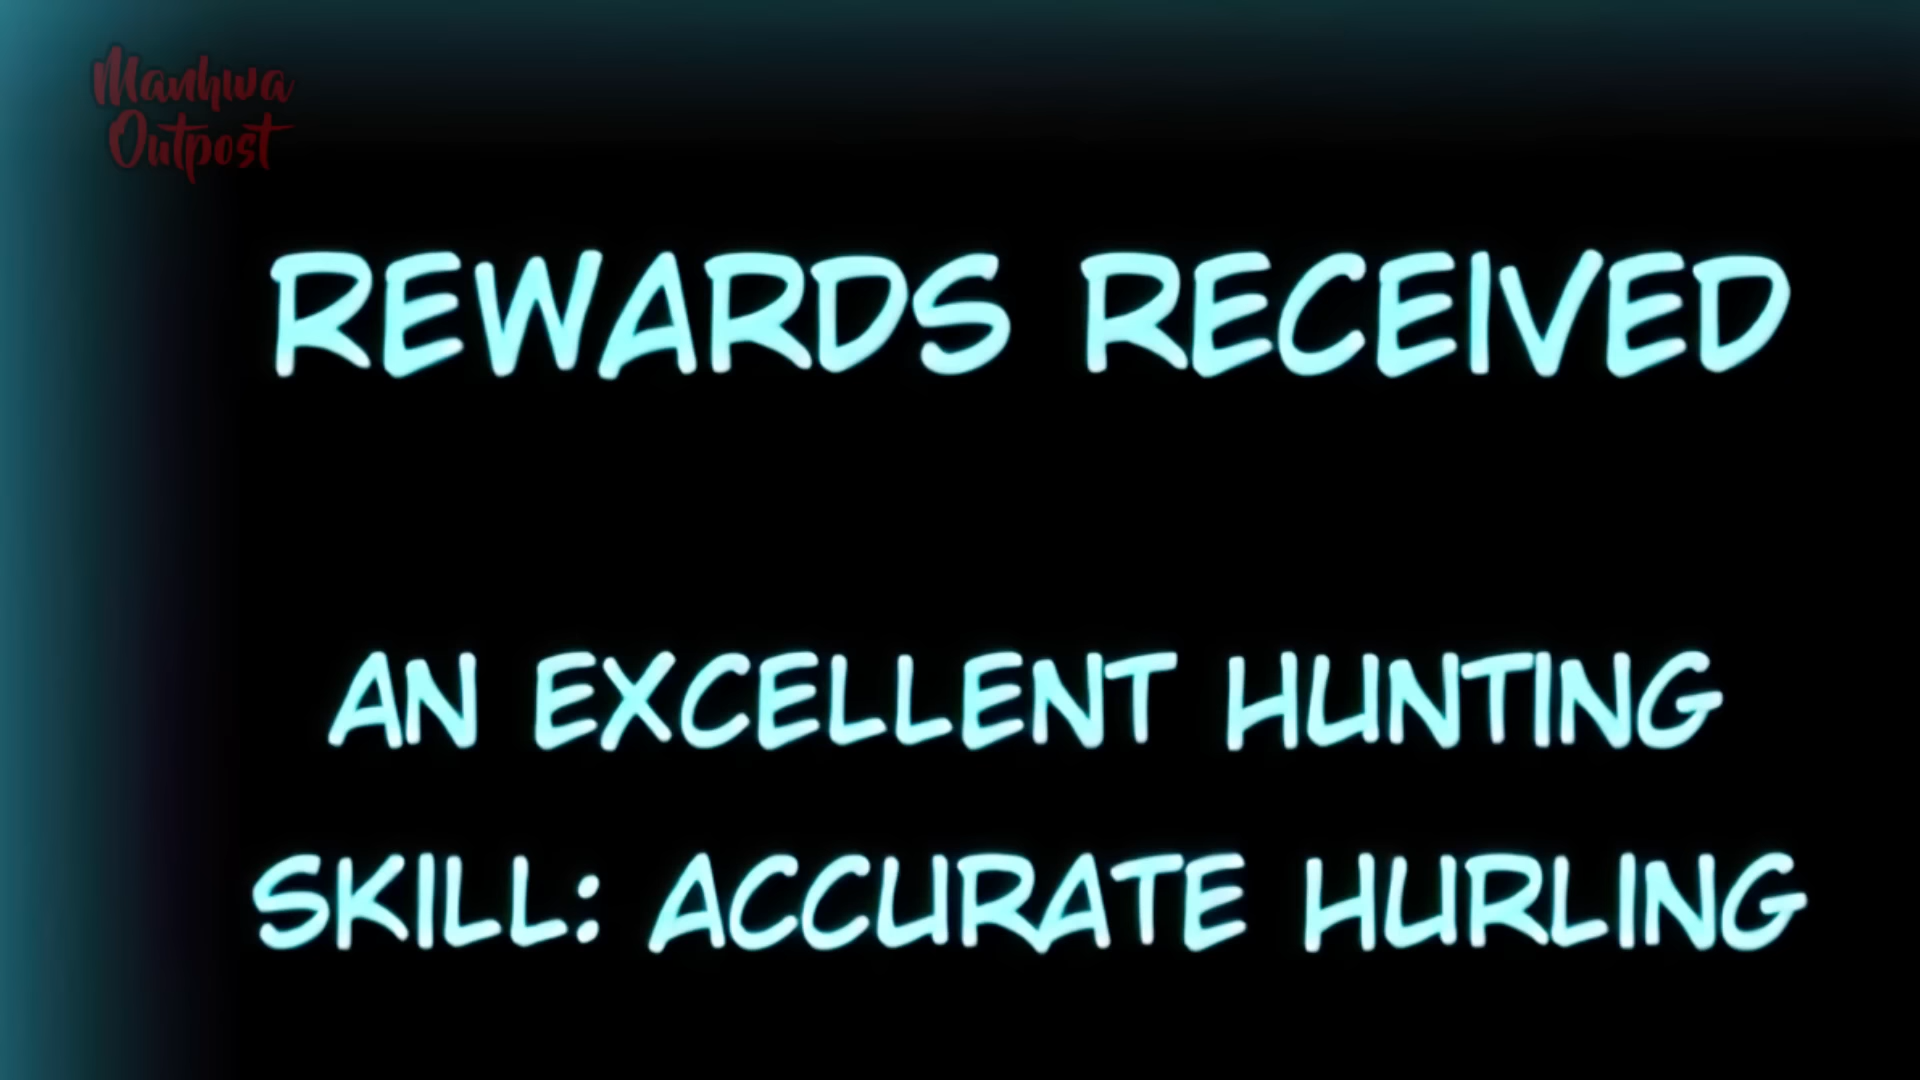 Manhwa
Outpost
REWARDS RECEIVED
AN EXCELLENT HUNTING
SKILL: ACCURATE HURLING